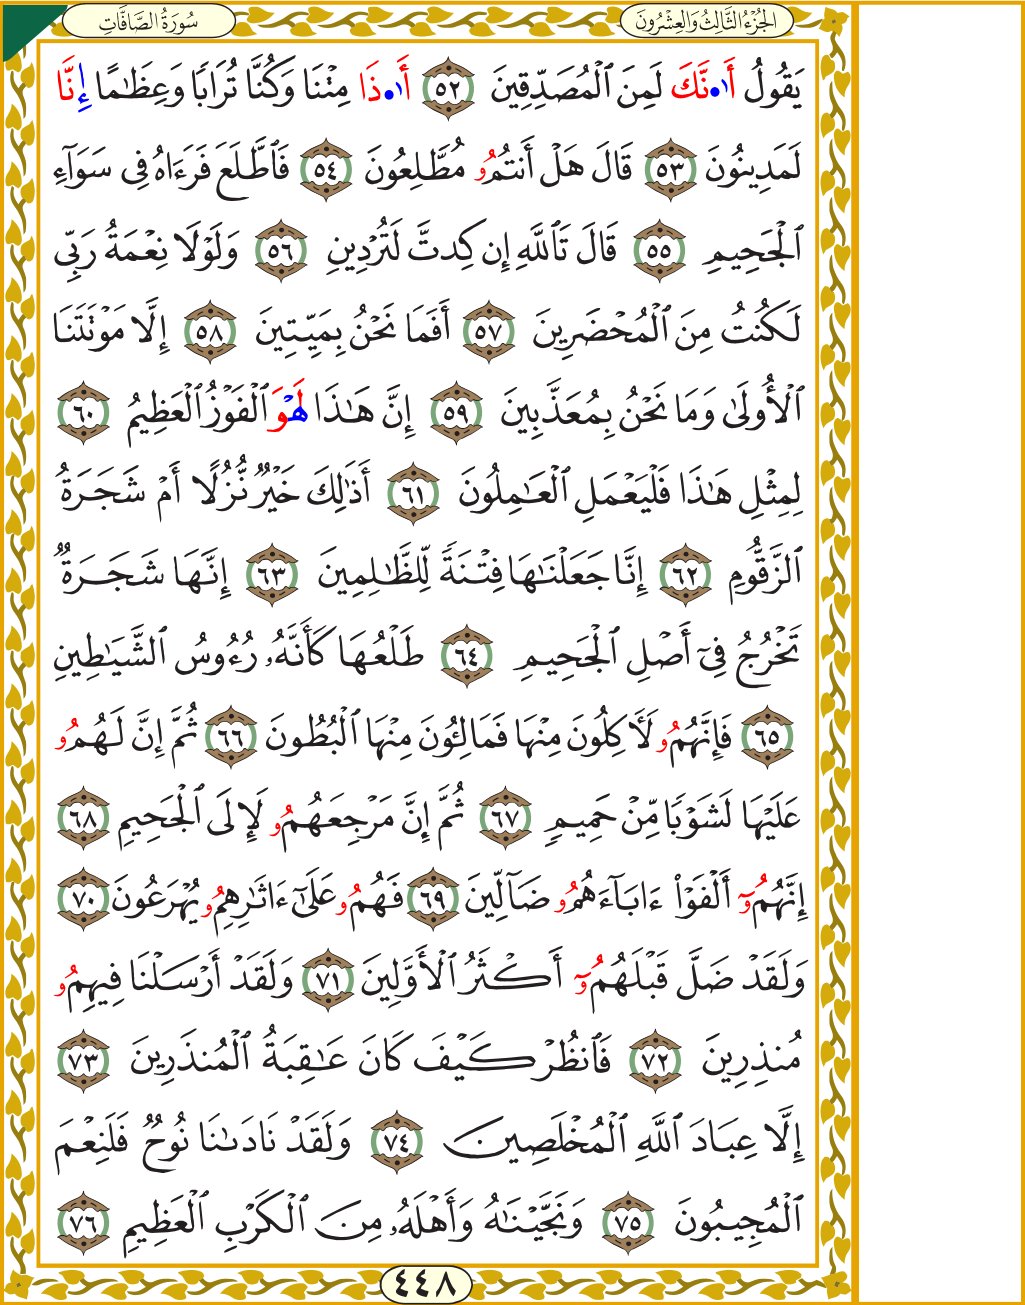 سُورَةُ الصَّافَّاتِ
الجُزْءُ الثَّالِثُ وَالعِشْرُونَ
يَقُولُ أَ۬ا۟نَّكَ لَمِنَ ٱلْمُصَدِّقِينَ ٥٢ أَ۬ا۟ذَا مِتْنَا وَكُنَّا تُرَابًا وَعِظَٰمًا إِنَّا
لَمَدِينُونَ ٥٣ قَالَ هَلْ أَنتُمُۥ مُطَّلِعُونَ ٥٤ فَٱطَّلَعَ فَرَءَاهُ فِى سَوَآءِ
ٱلْجَحِيمِ ٥٥ قَالَ تَٱللَّهِ إِن كِدتَّ لَتُرْدِينِ ٥٦ وَلَوْلَا نِعْمَةُ رَبِّى
لَكُنتُ مِنَ ٱلْمُحْضَرِينَ ٥٧ أَفَمَا نَحْنُ بِمَيِّتِينَ ٥٨ إِلَّا مَوْتَتَنَا
ٱلْأُولَىٰ وَمَا نَحْنُ بِمُعَذَّبِينَ ٥٩ إِنَّ هَٰذَا لَهْوَ ٱلْفَوْزُ ٱلْعَظِيمُ ٦٠
لِمِثْلِ هَٰذَا فَلْيَعْمَلِ ٱلْعَٰمِلُونَ ٦١ أَذَٰلِكَ خَيْرٌ نُّزُلًا أَمْ شَجَرَةُ
ٱلزَّقُّومِ ٦٢ إِنَّا جَعَلْنَٰهَا فِتْنَةً لِّلظَّٰلِمِينَ ٦٣ إِنَّهَا شَجَرَةٌ
تَخْرُجُ فِىٓ أَصْلِ ٱلْجَحِيمِ ٦٤ طَلْعُهَا كَأَنَّهُۥ رُءُوسُ ٱلشَّيَٰطِينِ
٦٥ فَإِنَّهُمُۥ لَأَكِلُونَ مِنْهَا فَمَالِـُٔونَ مِنْهَا ٱلْبُطُونَ ٦٦ ثُمَّ إِنَّ لَهُمُۥ
عَلَيْهَا لَشَوْبًا مِّنْ حَمِيمٍ ٦٧ ثُمَّ إِنَّ مَرْجِعَهُمُۥ لَإِلَى ٱلْجَحِيمِ ٦٨
إِنَّهُمُۥٓ أَلْفَوْا۟ ءَابَآءَهُمُۥ ضَآلِّينَ ٦٩ فَهُمُۥ عَلَىٰٓ ءَاثَٰرِهِمُۥ يُهْرَعُونَ ٧٠
وَلَقَدْ ضَلَّ قَبْلَهُمُۥٓ أَكْثَرُ ٱلْأَوَّلِينَ ٧١ وَلَقَدْ أَرْسَلْنَا فِيهِمُۥ
مُنذِرِينَ ٧٢ فَٱنظُرْ كَيْفَ كَانَ عَٰقِبَةُ ٱلْمُنذَرِينَ ٧٣
إِلَّا عِبَادَ ٱللَّهِ ٱلْمُخْلَصِينَ ٧٤ وَلَقَدْ نَادَىٰنَا نُوحٌ فَلَنِعْمَ
ٱلْمُجِيبُونَ ٧٥ وَنَجَّيْنَٰهُ وَأَهْلَهُۥ مِنَ ٱلْكَرْبِ ٱلْعَظِيمِ ٧٦
٤٤٨